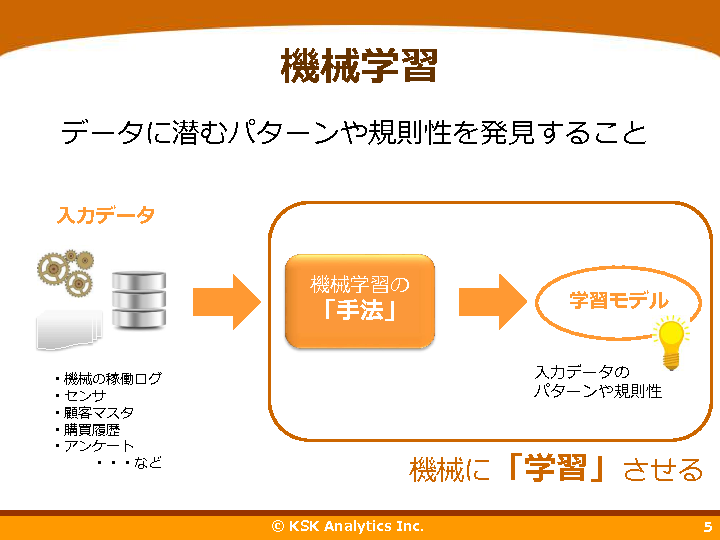 機械学習
データに潜むパターンや規則性を発見すること
入力データ
機械学習の
「手法」
学習モデル
・機械の稼働ログ
・センサ
・顧客マスタ
・購買履歴
・アンケート
・・・など
入力データの
パターンや規則性
機械に「学習」させる
© KSK Analytics Inc.
5